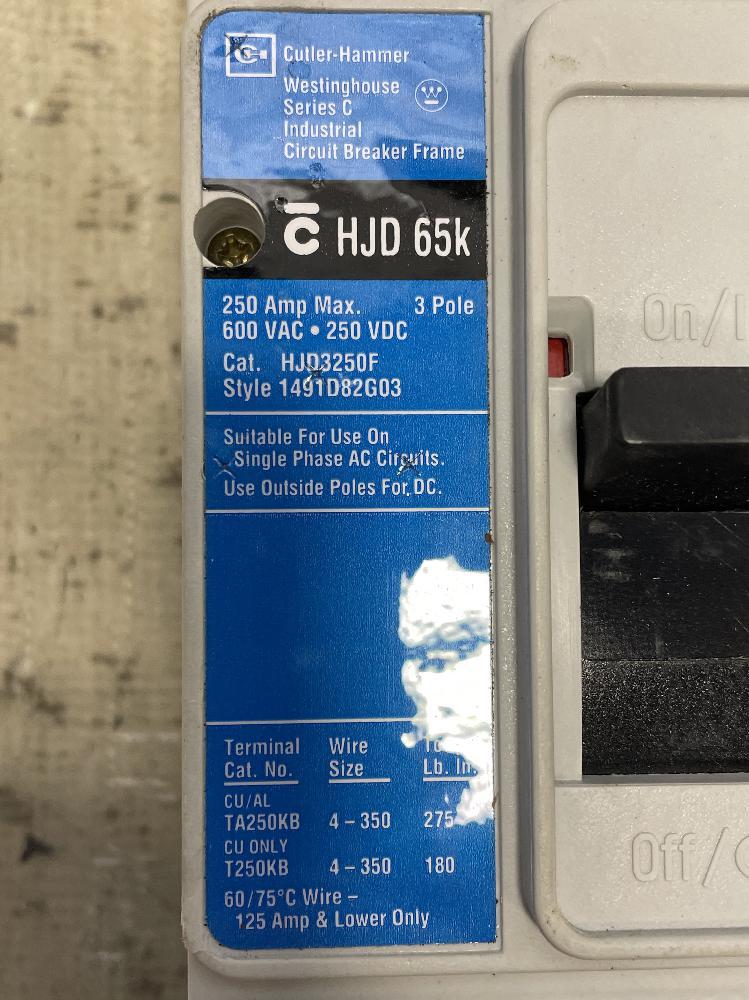 Cutler-Hammer
Westinghouse
Series C
Industrial
Circuit Breaker Frame
C HJD 65k
250 Amp Max. 3 Pole
600 VAC • 250 VDC
Cat. HJD3250F
Style 1491D82G03
Suitable For Use On
Single Phase AC Circuits.
Use Outside Poles For DC.
Terminal Wire
Cat. No. Size Lb. In.
CU/AL
TA250KB 4 – 350 275
CU ONLY
T250KB 4 – 350 180
60/75°C Wire –
125 Amp & Lower Only
On/I
Off/